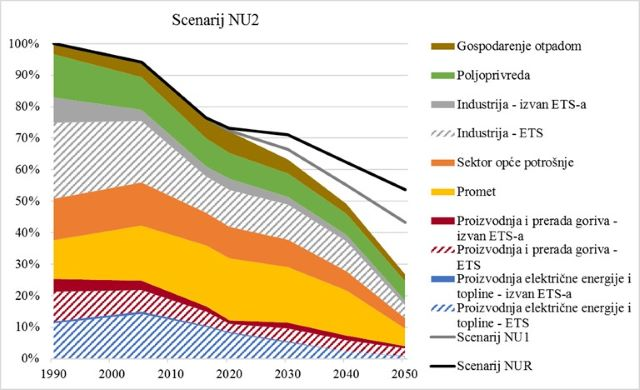 Scenarij NU2
100%
90%
80%
70%
60%
50%
40%
30%
20%
10%
0%
1990
2000
2010
2020
2030
2040
2050
Gospodarenje otpadom
Poljoprivreda
Industrija - izvan ETS-a
Industrija - ETS
Sektor opće potrošnje
Promet
Proizvodnja i prerada goriva -
izvan ETS-a
Proizvodnja i prerada goriva -
ETS
Proizvodnja električne energije i
topline - izvan ETS-a
Proizvodnja električne energije i
topline - ETS
Scenarij NU1
Scenarij NUR